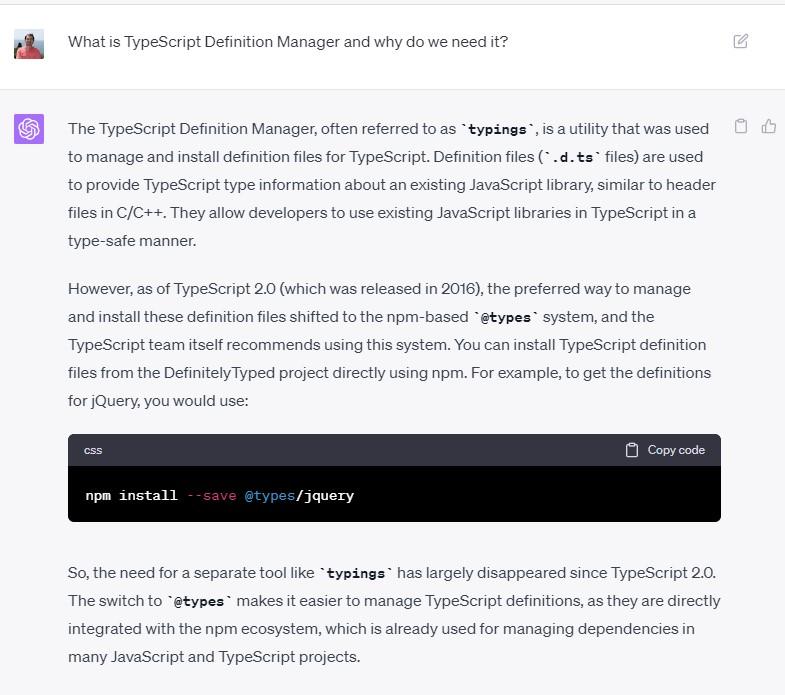 What is TypeScript Definition Manager and why do we need it?
The TypeScript Definition Manager, often referred to as `typings`, is a utility that was used
to manage and install definition files for TypeScript. Definition files (`.d.ts` files) are used
to provide TypeScript type information about an existing JavaScript library, similar to header
files in C/C++. They allow developers to use existing JavaScript libraries in TypeScript in a
type-safe manner.
However, as of TypeScript 2.0 (which was released in 2016), the preferred way to manage
and install these definition files shifted to the npm-based `@types` system, and the
TypeScript team itself recommends using this system. You can install TypeScript definition
files from the DefinitelyTyped project directly using npm. For example, to get the definitions
for jQuery, you would use:
css
Copy code
npm install --save @types/jquery
So, the need for a separate tool like `typings` has largely disappeared since TypeScript 2.0.
The switch to `@types` makes it easier to manage TypeScript definitions, as they are directly
integrated with the npm ecosystem, which is already used for managing dependencies in
many JavaScript and TypeScript projects.